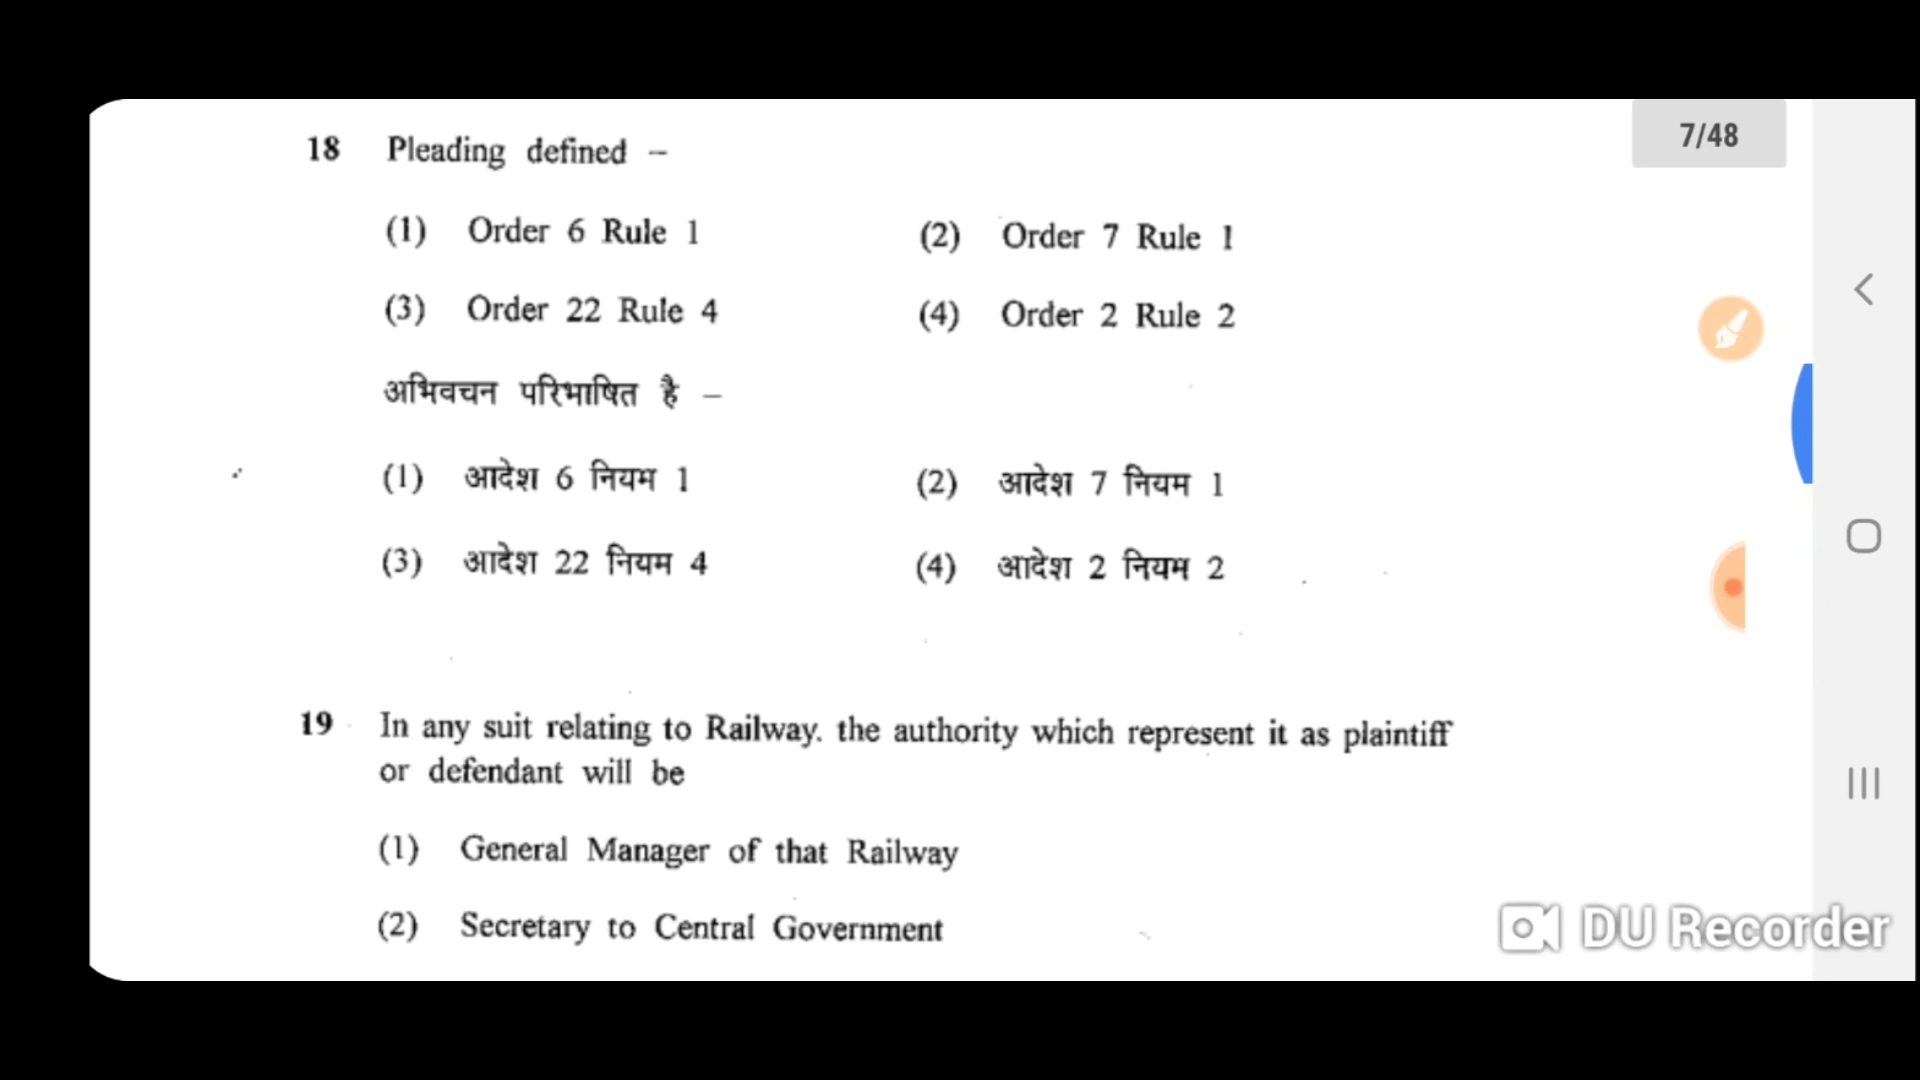 7/48
18 Pleading defined –
(1) Order 6 Rule 1 (2) Order 7 Rule 1
(3) Order 22 Rule 4 (4) Order 2 Rule 2
अभिवचन परिभाषित है –
(1) आदेश 6 नियम 1 (2) आदेश 7 नियम 1
(3) आदेश 22 नियम 4 (4) आदेश 2 नियम 2
19 In any suit relating to Railway. the authority which represent it as plaintiff
or defendant will be
(1) General Manager of that Railway
(2) Secretary to Central Government
DU Recorder